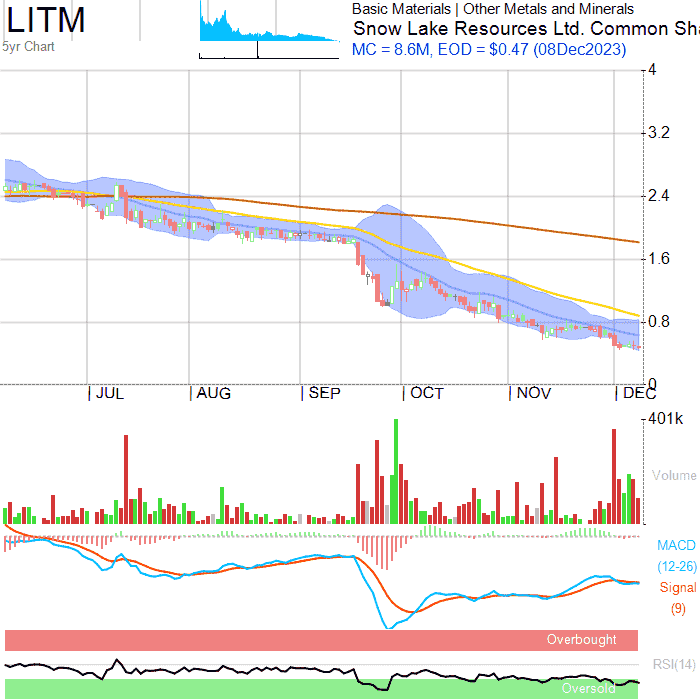 LITM
5yr Chart
Basic Materials | Other Metals and Minerals
Snow Lake Resources Ltd. Common Sha
MC = 8.6M, EOD = $0.47 (08Dec2023)
4
3.2
2.4
1.6
0.8
0
JUL AUG SEP OCT NOV DEC
401k
Volume
MACD
(12-26)
Signal
(9)
Overbought
RSI(14)
Oversold